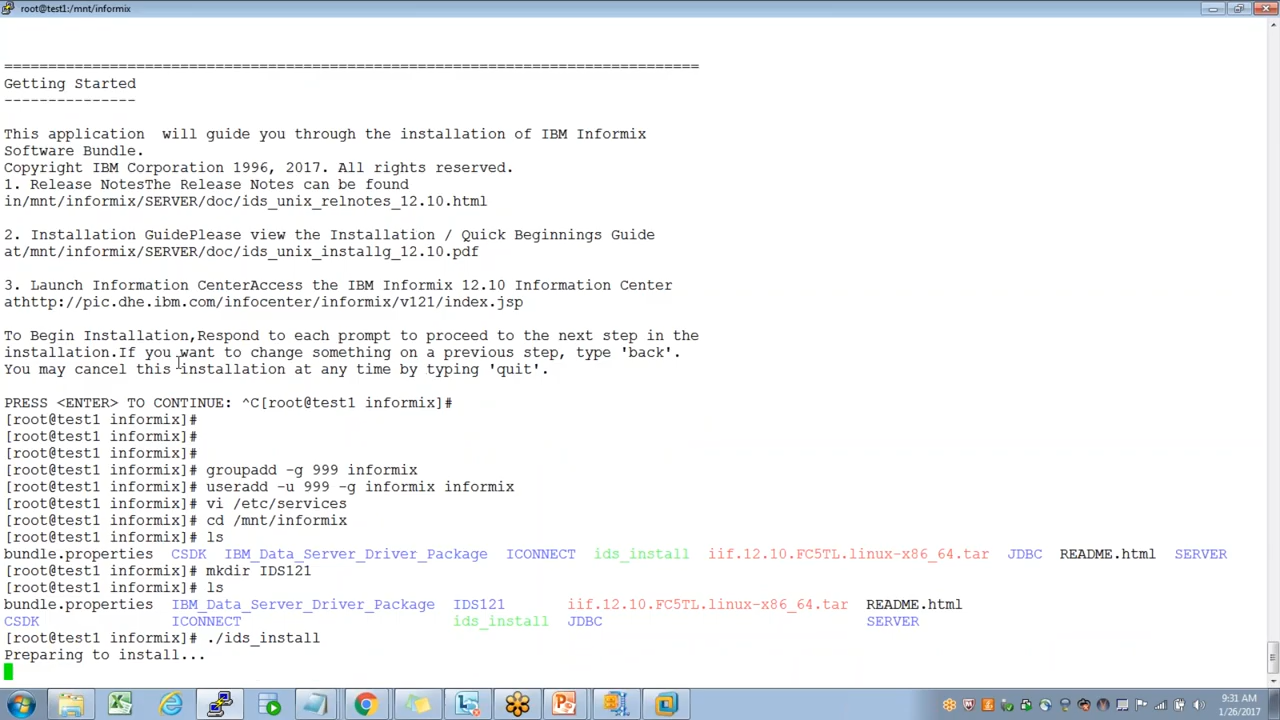 root@test1:/mnt/informix
===============================================================================
Getting Started
---------------
This application  will guide you through the installation of IBM Informix
Software Bundle.
Copyright IBM Corporation 1996, 2017. All rights reserved.
1. Release NotesThe Release Notes can be found
in/mnt/informix/SERVER/doc/ids_unix_relnotes_12.10.html
2. Installation GuidePlease view the Installation / Quick Beginnings Guide
at/mnt/informix/SERVER/doc/ids_unix_installg_12.10.pdf
3. Launch Information CenterAccess the IBM Informix 12.10 Information Center
athttp://pic.dhe.ibm.com/infocenter/informix/v121/index.jsp
To Begin Installation,Respond to each prompt to proceed to the next step in the
installation.If you want to change something on a previous step, type 'back'.
You may cancel this installation at any time by typing 'quit'.
PRESS <ENTER> TO CONTINUE: ^C[root@test1 informix]#
[root@test1 informix]#
[root@test1 informix]#
[root@test1 informix]#
[root@test1 informix]# groupadd -g 999 informix
[root@test1 informix]# useradd -u 999 -g informix informix
[root@test1 informix]# vi /etc/services
[root@test1 informix]# cd /mnt/informix
[root@test1 informix]# ls
bundle.properties  CSDK  IBM_Data_Server_Driver_Package  ICONNECT  ids_install  iif.12.10.FC5TL.linux-x86_64.tar  JDBC  README.html  SERVER
[root@test1 informix]# mkdir IDS121
[root@test1 informix]# ls
bundle.properties  IBM_Data_Server_Driver_Package  IDS121       iif.12.10.FC5TL.linux-x86_64.tar  README.html
CSDK               ICONNECT                        ids_install  JDBC                              SERVER
[root@test1 informix]# ./ids_install
Preparing to install...
9:31 AM
1/26/2017